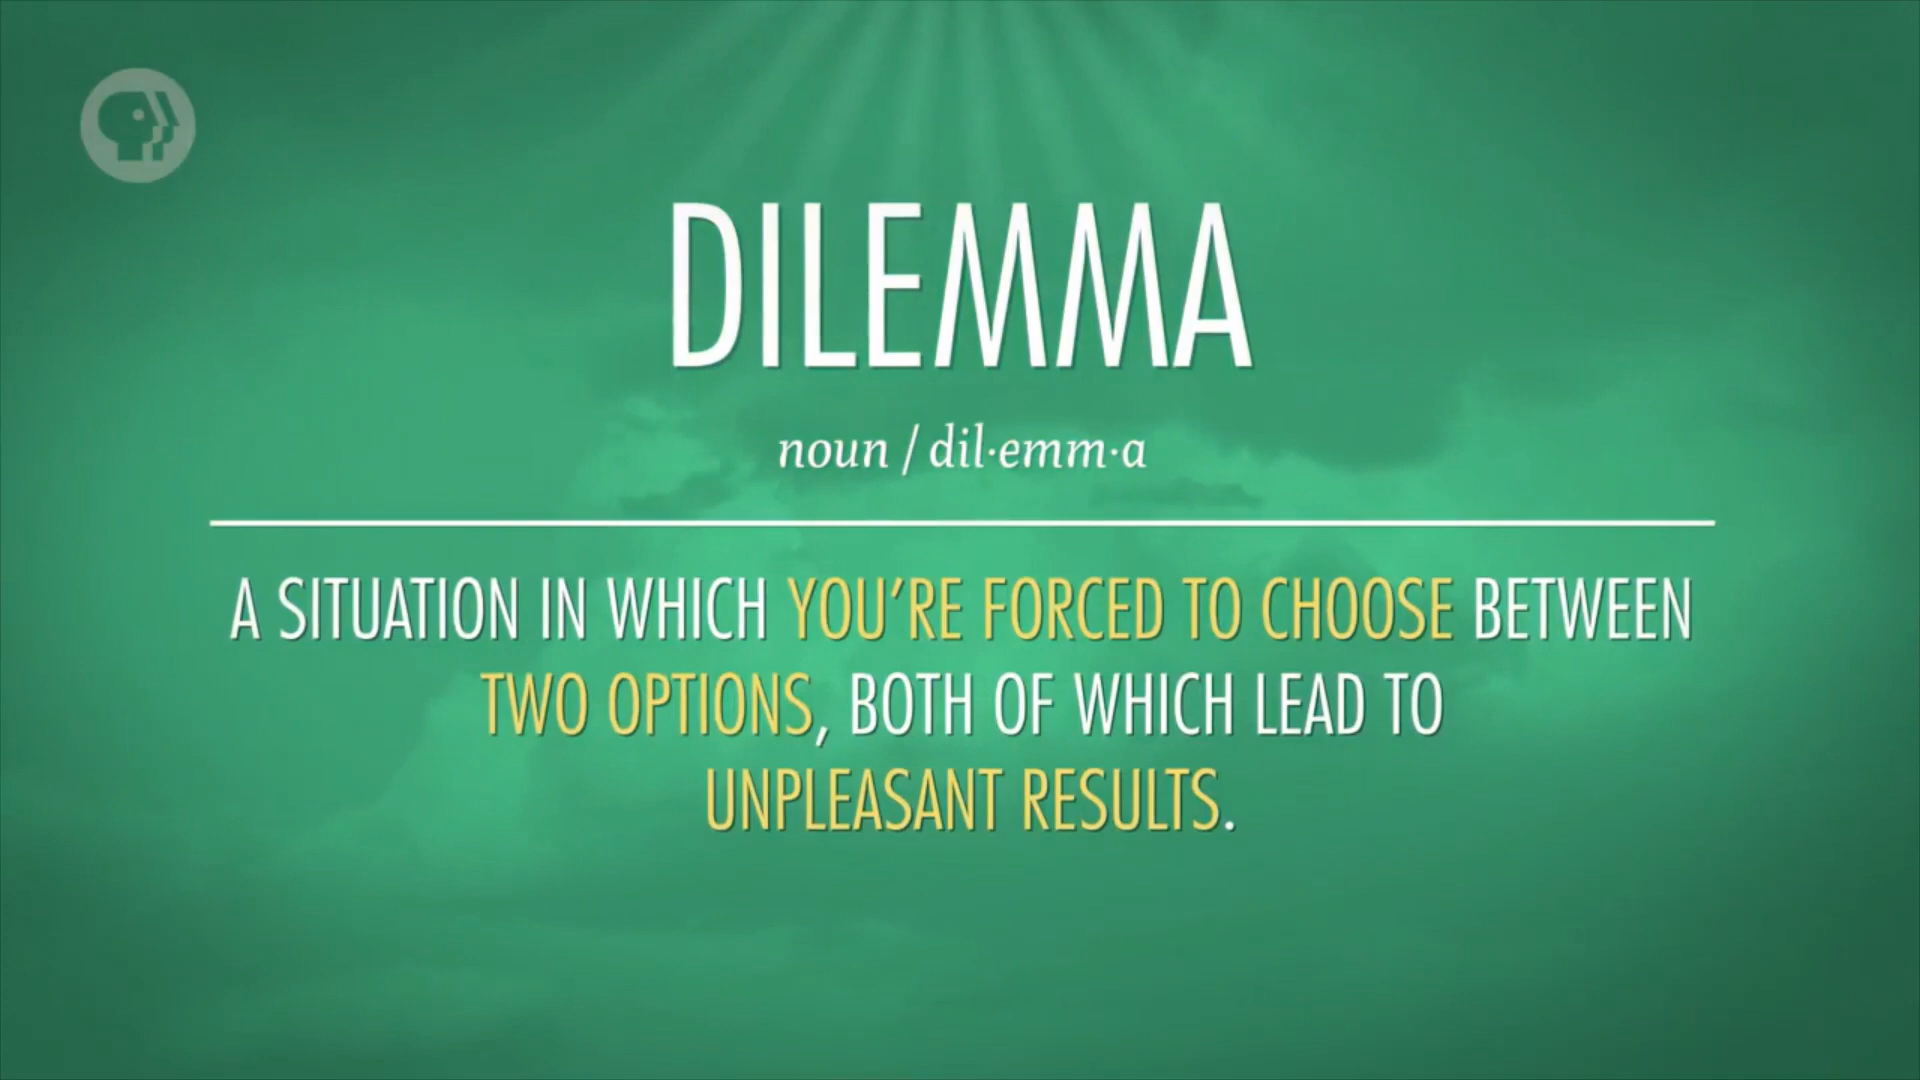 DILEMMA
noun / dil·emm·a
A SITUATION IN WHICH YOU'RE FORCED TO CHOOSE BETWEEN
TWO OPTIONS, BOTH OF WHICH LEAD TO
UNPLEASANT RESULTS.